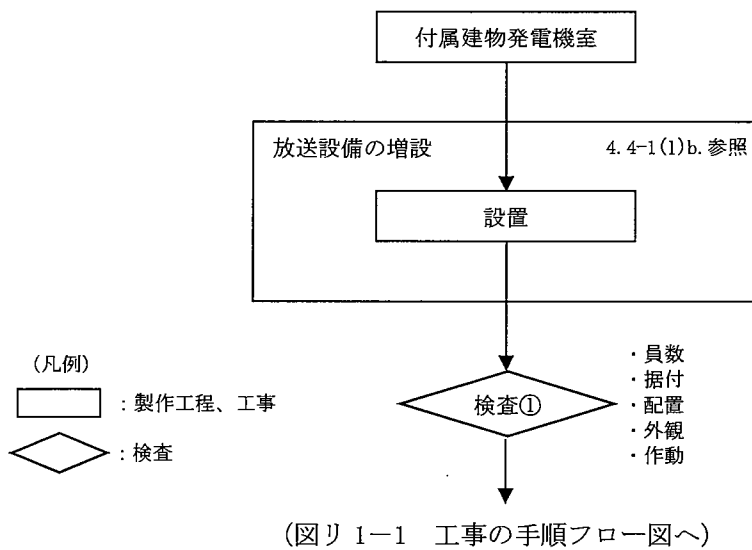 付属建物発電機室
放送設備の増設 4.4-1(1)b.参照
設置
検査①
・員数
・据付
・配置
・外観
・作動
(凡例)
：製作工程、工事
：検査
(図リ 1－1 工事の手順フロー図へ)